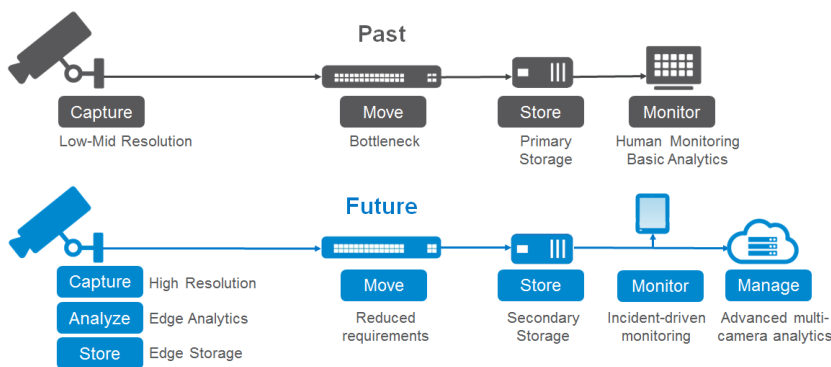 Past
Capture
Move
Store
Monitor
Low-Mid Resolution
Bottleneck
Primary
Storage
Human Monitoring
Basic Analytics
Future
Capture
High Resolution
Analyze
Edge Analytics
Store
Edge Storage
Move
Reduced
requirements
Store
Secondary
Storage
Monitor
Incident-driven
monitoring
Manage
Advanced multi-
camera analytics